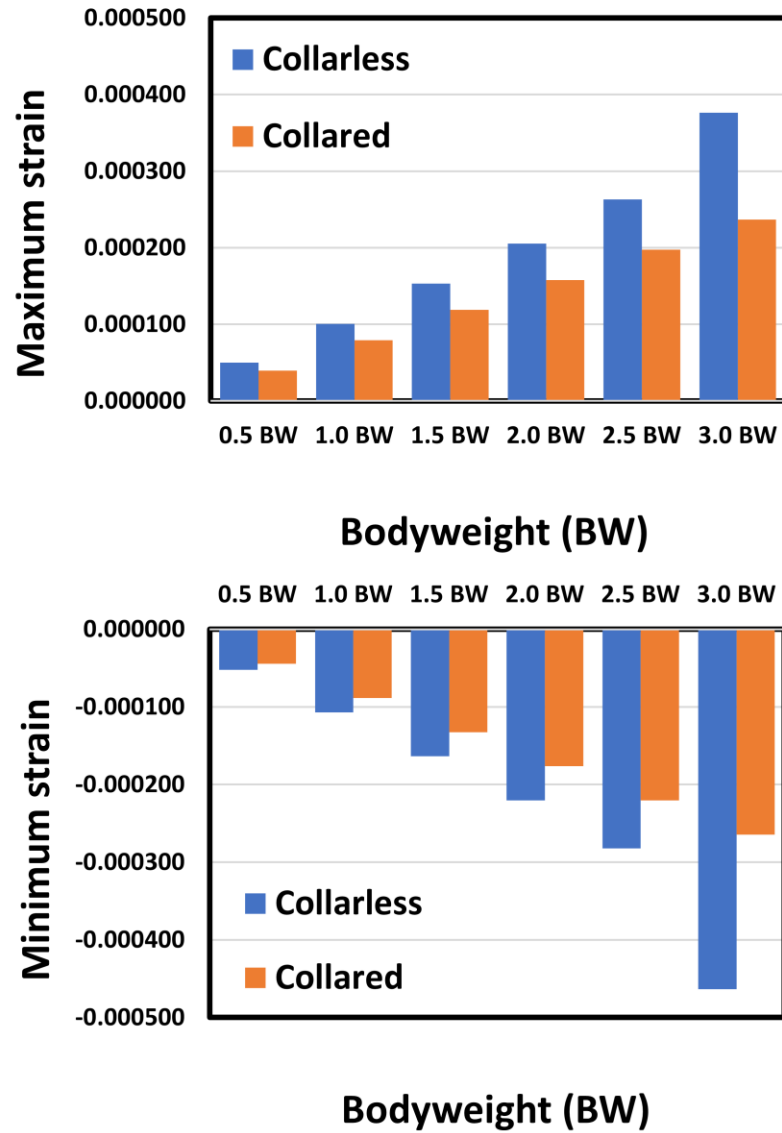 Maximum strain
0.000500
0.000400
0.000300
0.000200
0.000100
0.000000
Collarless
Collared
0.5 BW 1.0 BW 1.5 BW 2.0 BW 2.5 BW 3.0 BW
Bodyweight (BW)
0.5 BW 1.0 BW 1.5 BW 2.0 BW 2.5 BW 3.0 BW
Minimum strain
0.000000
-0.000100
-0.000200
-0.000300
-0.000400
-0.000500
Collarless
Collared
Bodyweight (BW)